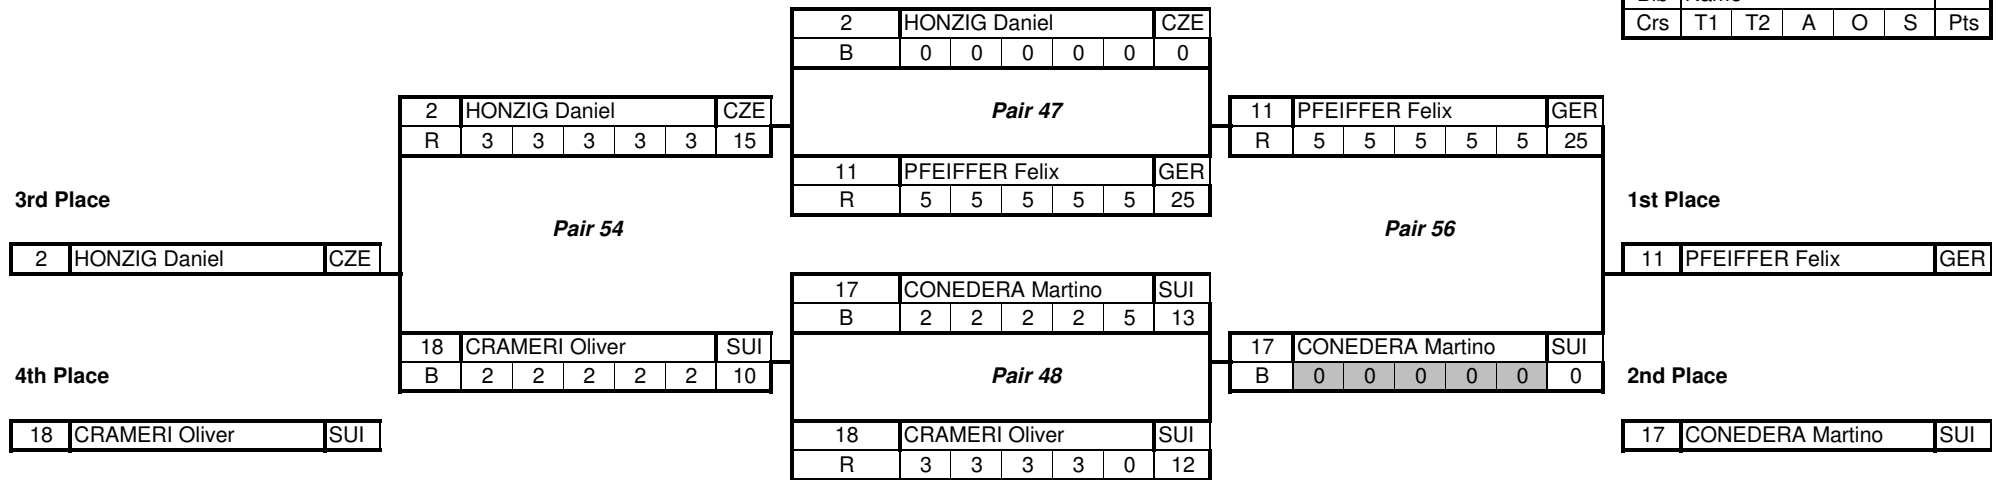 2 HONZIG Daniel CZE
B 0 0 0 0 0 0
Pair 47
11 PFEIFFER Felix GER
R 5 5 5 5 5 25
Crs T1 T2 A O S Pts
2 HONZIG Daniel CZE
R 3 3 3 3 3 15
Pair 54
18 CRAMERI Oliver SUI
B 2 2 2 2 2 10
11 PFEIFFER Felix GER
R 5 5 5 5 5 25
Pair 56
17 CONEDERA Martino SUI
B 0 0 0 0 0 0
17 CONEDERA Martino SUI
B 2 2 2 2 5 13
Pair 48
18 CRAMERI Oliver SUI
R 3 3 3 3 0 12
3rd Place
2 HONZIG Daniel CZE
4th Place
18 CRAMERI Oliver SUI
1st Place
11 PFEIFFER Felix GER
2nd Place
17 CONEDERA Martino SUI